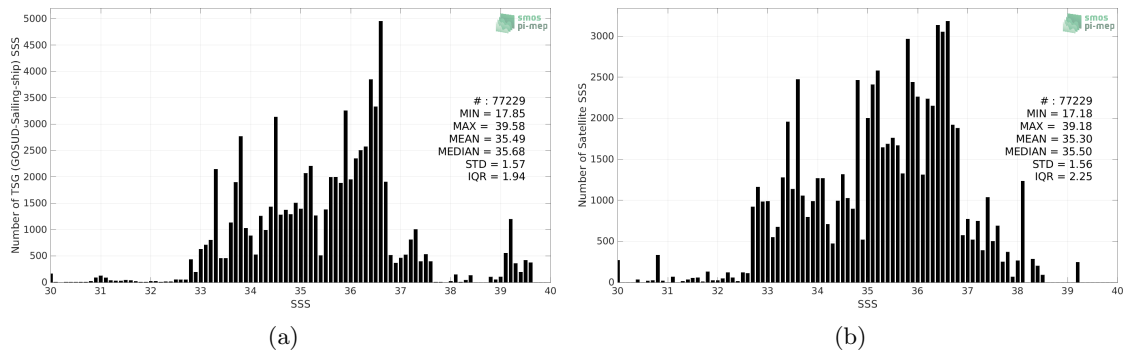 smos
pi-mep
Number of TSG (GOSUD-Sailing-ship) SSS
5000
4500
4000
3500
3000
2500
2000
1500
1000
500
0
# : 77229
MIN = 17.85
MAX = 39.58
MEAN = 35.49
MEDIAN = 35.68
STD = 1.57
IQR = 1.94
30 31 32 33 34 35 36 37 38 39 40
SSS
(a)
smos
pi-mep
Number of Satellite SSS
3000
2500
2000
1500
1000
500
0
# : 77229
MIN = 17.18
MAX = 39.18
MEAN = 35.30
MEDIAN = 35.50
STD = 1.56
IQR = 2.25
30 31 32 33 34 35 36 37 38 39 40
SSS
(b)